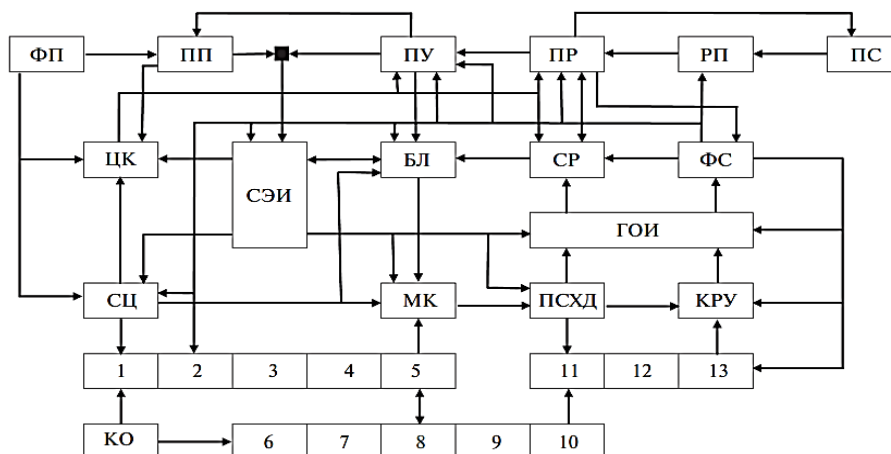 ФП ПП ПУ ПР РП ПС
ЦК СЭИ БЛ СР ФС
ГОИ
СЦ МК ПСХД КРУ
1 2 3 4 5 11 12 13
КО 6 7 8 9 10